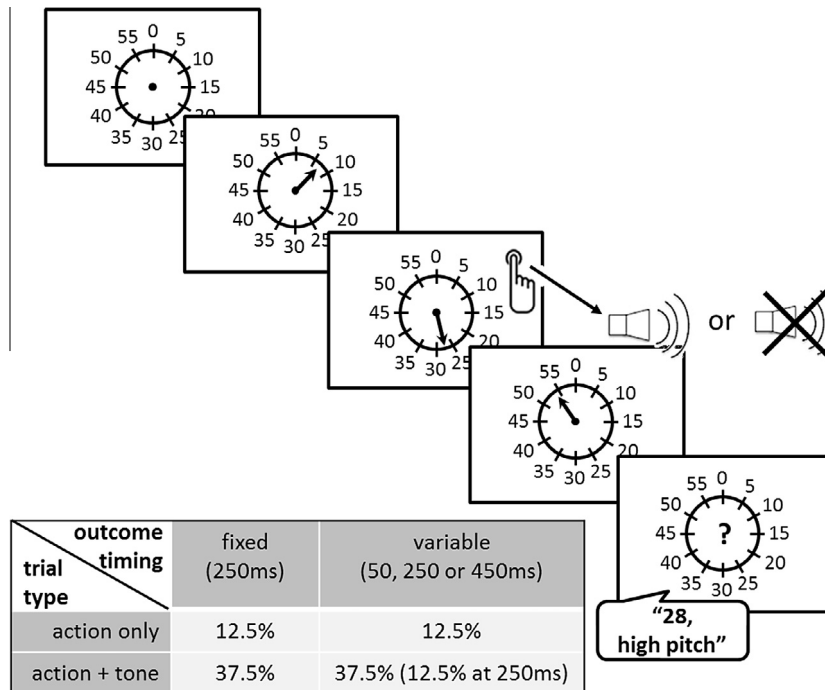 0
55 5
50 10
45 15
40 20
35 30 25
0
55 5
50 10
45 15
40 20
35 30 25
0
55 5
50 10
45 15
40 20
35 30 25
or
0
55 5
50 10
45 15
40 20
35 30 25
0
55 5
50 10
45 15
40 20
35 30 25
?
"28,
high pitch"
outcome
timing
trial
type
fixed
(250ms)
variable
(50, 250 or 450ms)
action only 12.5% 12.5%
action + tone 37.5% 37.5% (12.5% at 250ms)